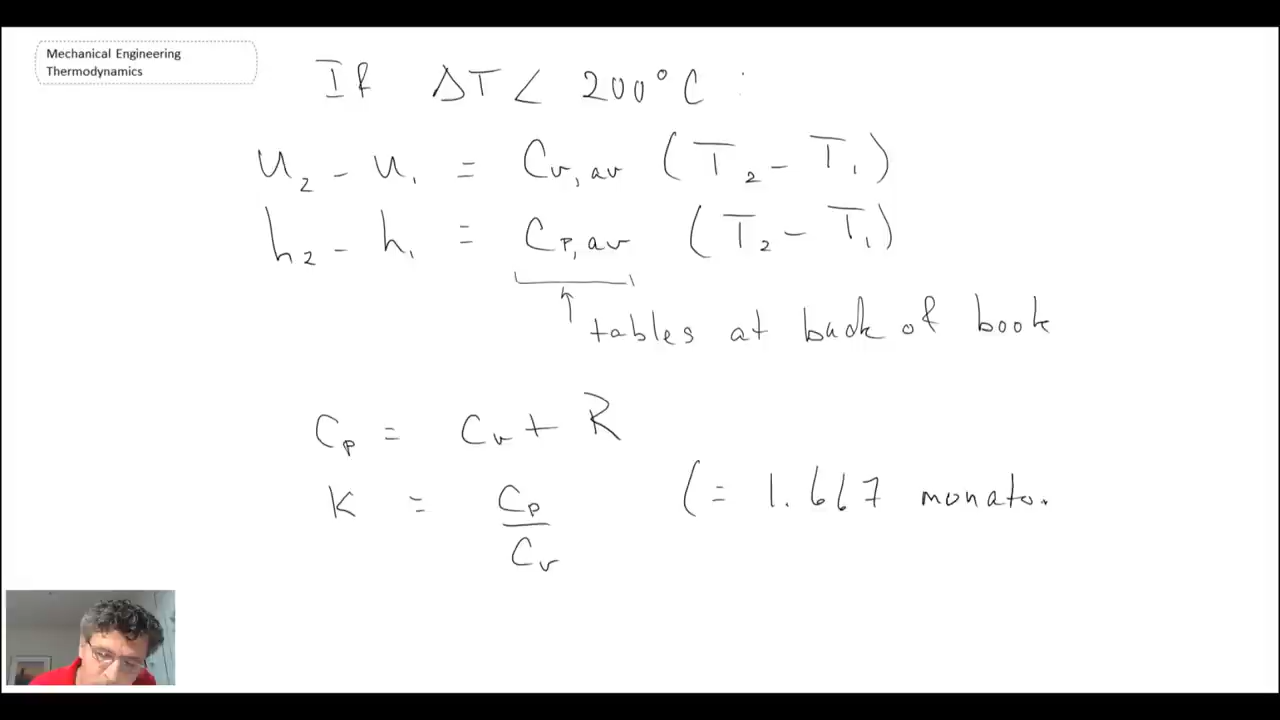 Mechanical Engineering
Thermodynamics
If ΔT < 200°C :
u₂ - u₁ = Cv,av (T₂ - T₁)
h₂ - h₁ = Cp,av (T₂ - T₁)
tables at back of book
Cp = Cv + R
K = Cp/Cv (= 1.667 monato.